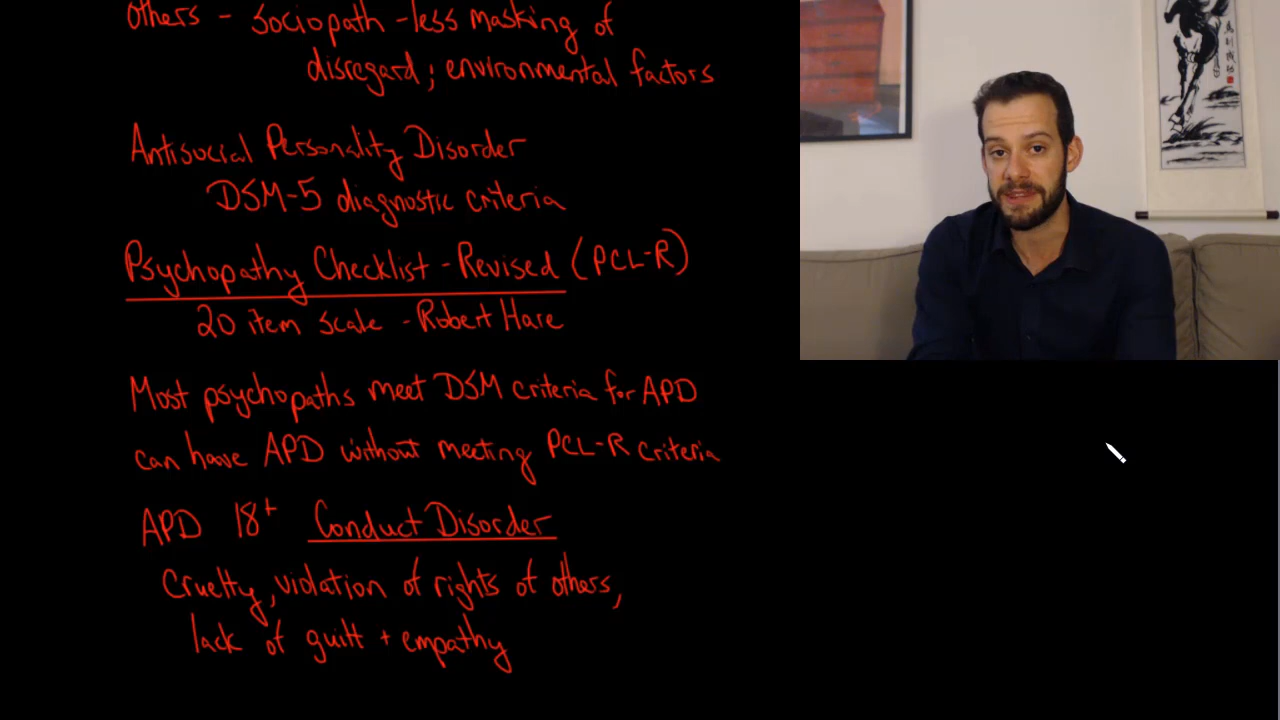 Others - sociopath - less masking of
disregard; environmental factors
Antisocial Personality Disorder
DSM-5 diagnostic criteria
Psychopathy Checklist - Revised (PCL-R)
20 item scale - Robert Hare
Most psychopaths meet DSM criteria for APD
can have APD without meeting PCL-R criteria
APD 18+ Conduct Disorder
Cruelty, violation of rights of others,
lack of guilt + empathy